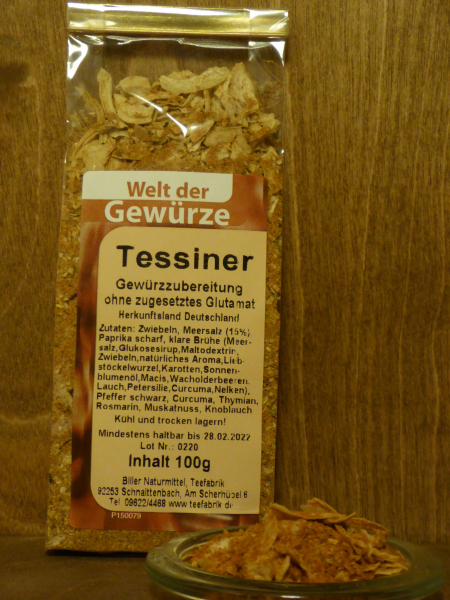 Welt der
Gewürze
Tessiner
Gewürzzubereitung
ohne zugesetztes Glutamat
Herkunftsland Deutschland
Zutaten: Zwiebeln, Meersalz (15%),
Paprika scharf, klare Brühe (Meer-
salz,Glukosesirup,Maltodextrin,
Zwiebeln,natürliches Aroma,Lieb-
stöckelwurzel,Karotten,Sonnen-
blumenöl,Macis,Wacholderbeeren,
Lauch,Petersilie,Curcuma,Nelken),
Pfeffer schwarz, Curcuma, Thymian,
Rosmarin, Muskatnuss, Knoblauch
Kühl und trocken lagern!
Mindestens haltbar bis 28.02.2022
Lot Nr.: 0220
Inhalt 100g
Biller Naturmittel, Teefabrik
92253 Schnaittenbach, Am Scherhübel 6
Tel. 09622/4468 www.teefabrik.de
P150079